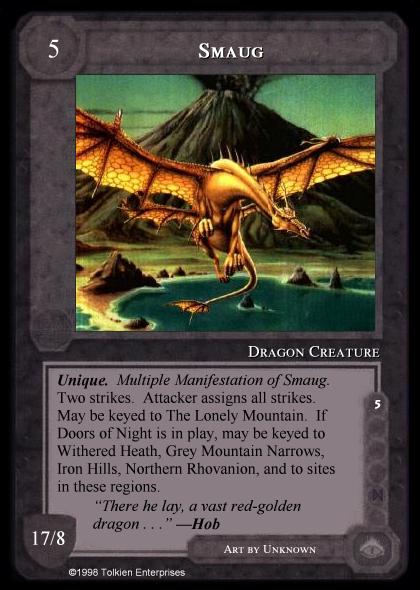 5
SMAUG
DRAGON CREATURE
Unique. Multiple Manifestation of Smaug.
Two strikes. Attacker assigns all strikes.
May be keyed to The Lonely Mountain. If
Doors of Night is in play, may be keyed to
Withered Heath, Grey Mountain Narrows,
Iron Hills, Northern Rhovanion, and to sites
in these regions.
5
"There he lay, a vast red-golden
dragon . . ." —Hob
17/8
ART BY UNKNOWN
©1998 Tolkien Enterprises